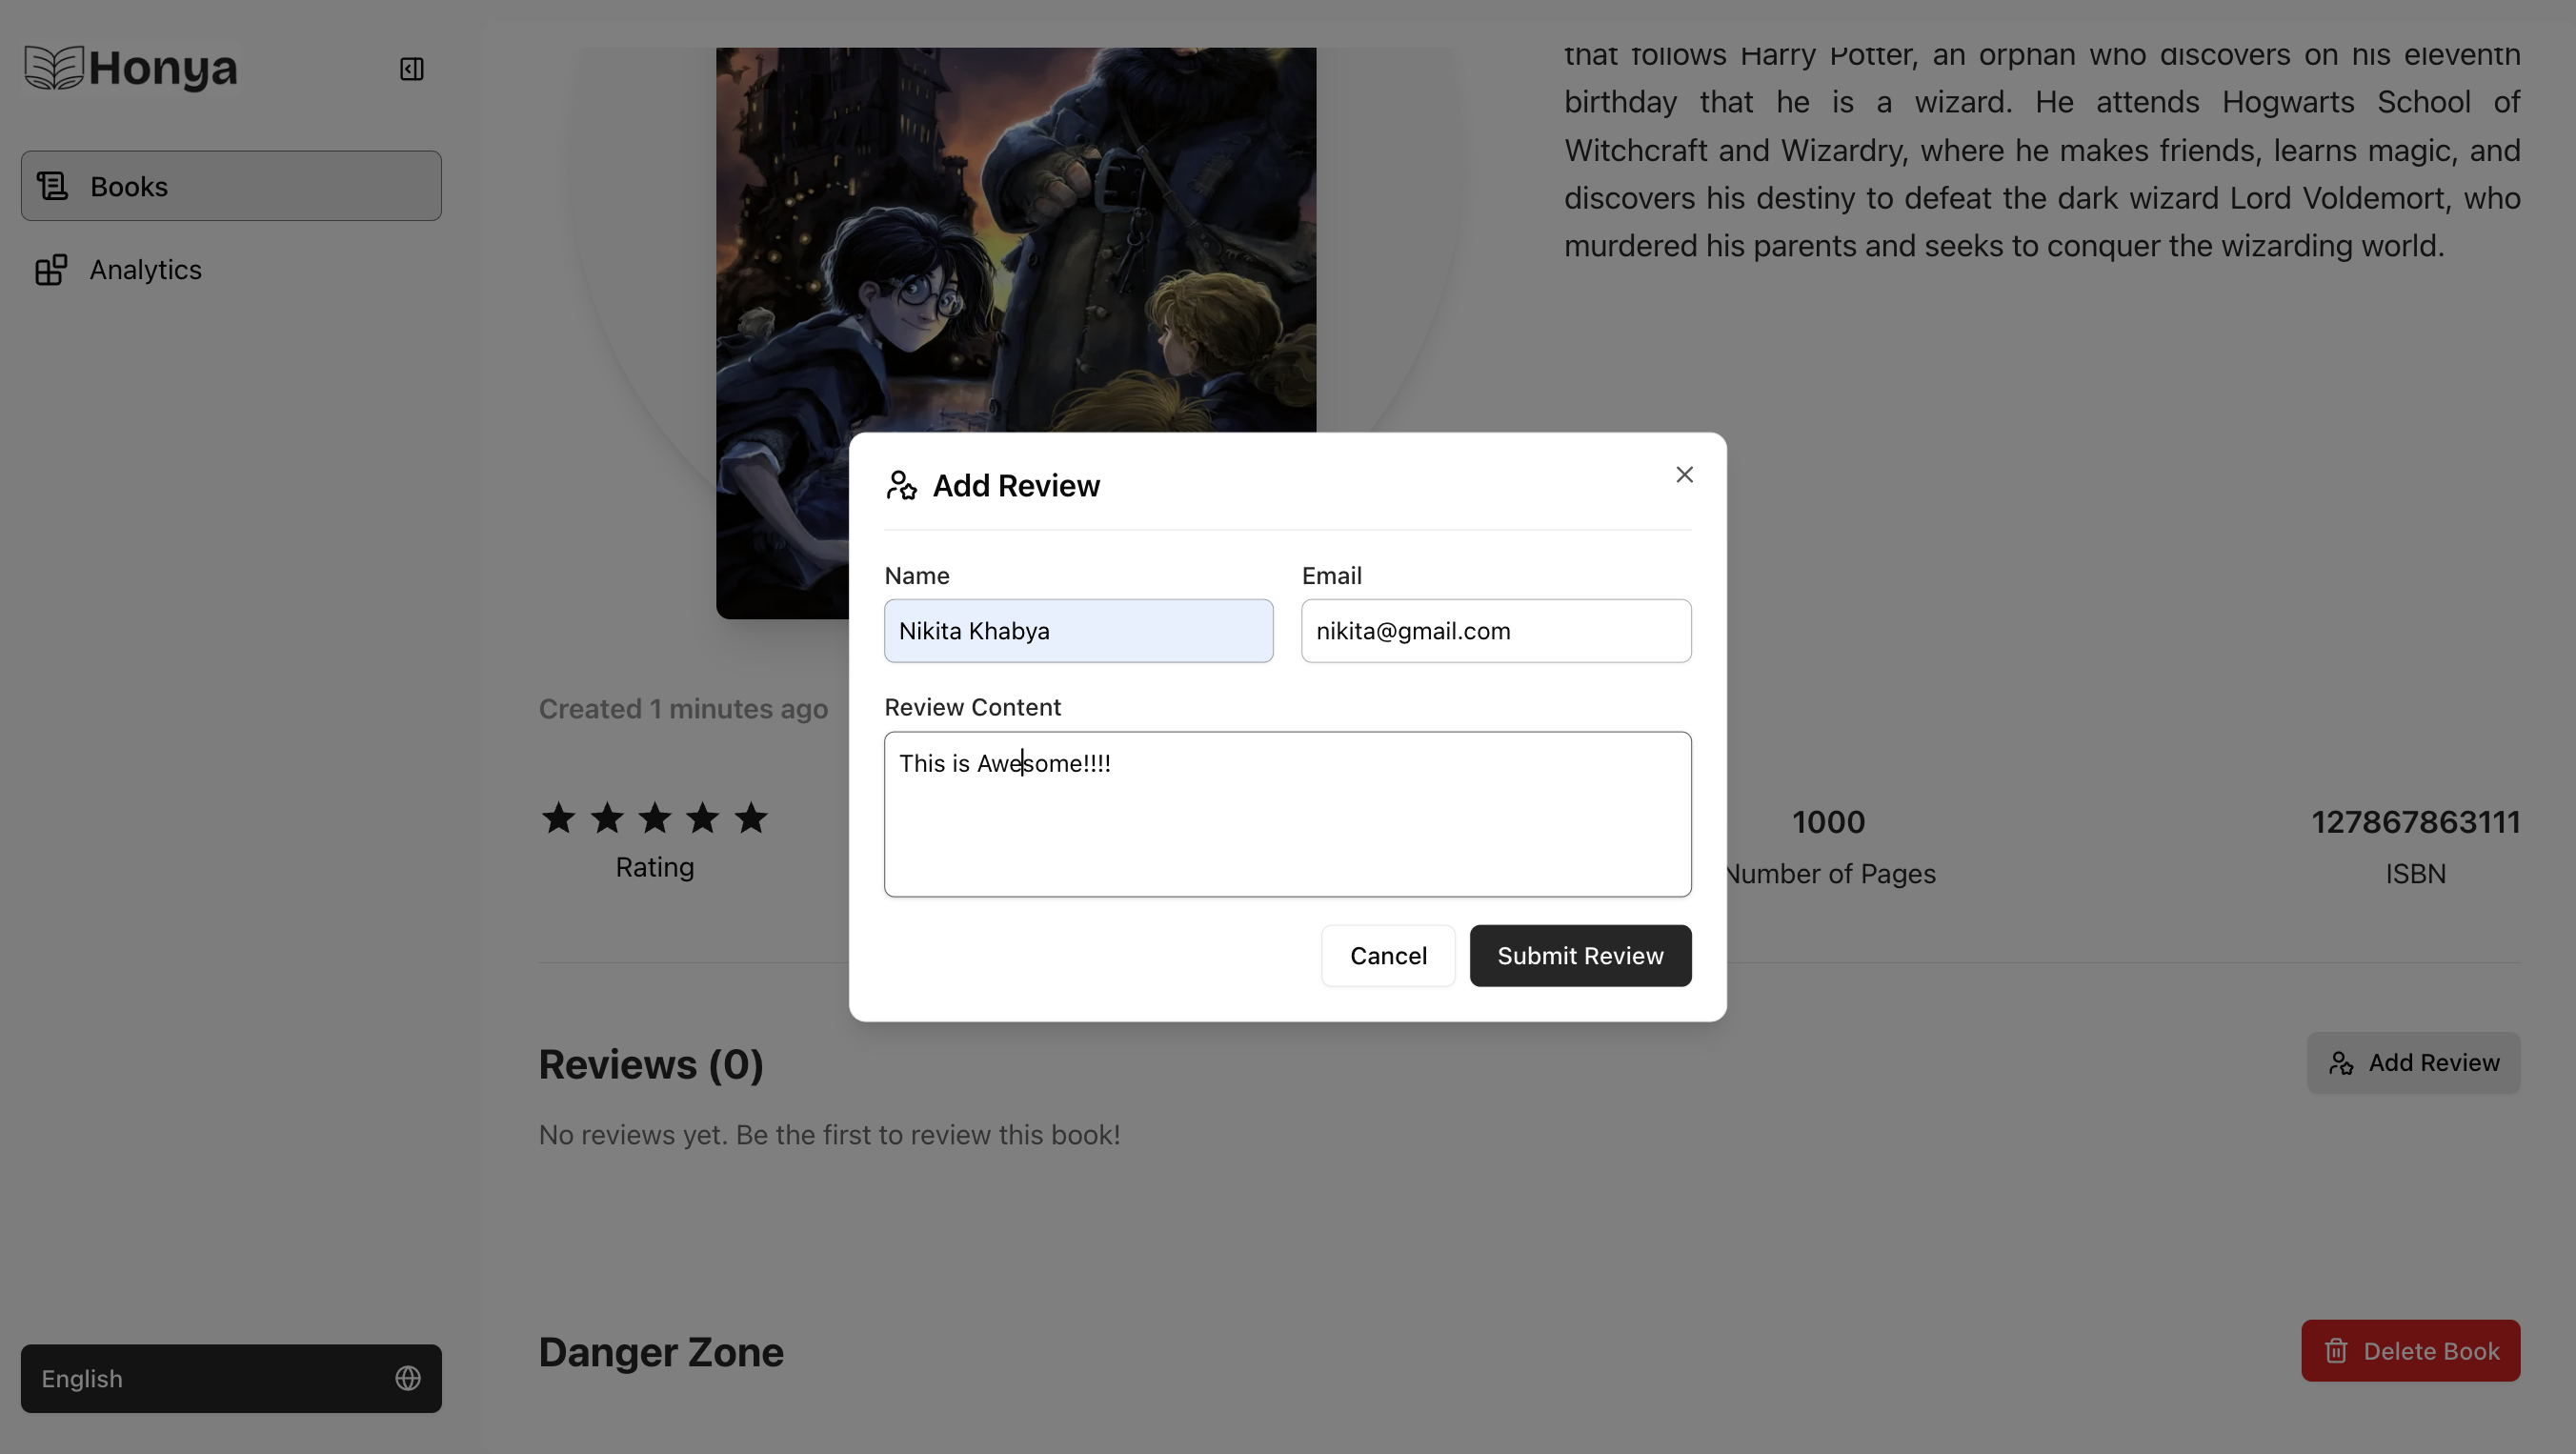 Honya
Books
Analytics
English
that follows Harry Potter, an orphan who discovers on his eleventh
birthday that he is a wizard. He attends Hogwarts School of
Witchcraft and Wizardry, where he makes friends, learns magic, and
discovers his destiny to defeat the dark wizard Lord Voldemort, who
murdered his parents and seeks to conquer the wizarding world.
Add Review
Name
Email
Nikita Khabya
nikita@gmail.com
Review Content
This is Awesome!!!!
Cancel
Submit Review
Created 1 minutes ago
Rating
1000
Number of Pages
127867863111
ISBN
Reviews (0)
Add Review
No reviews yet. Be the first to review this book!
Danger Zone
Delete Book